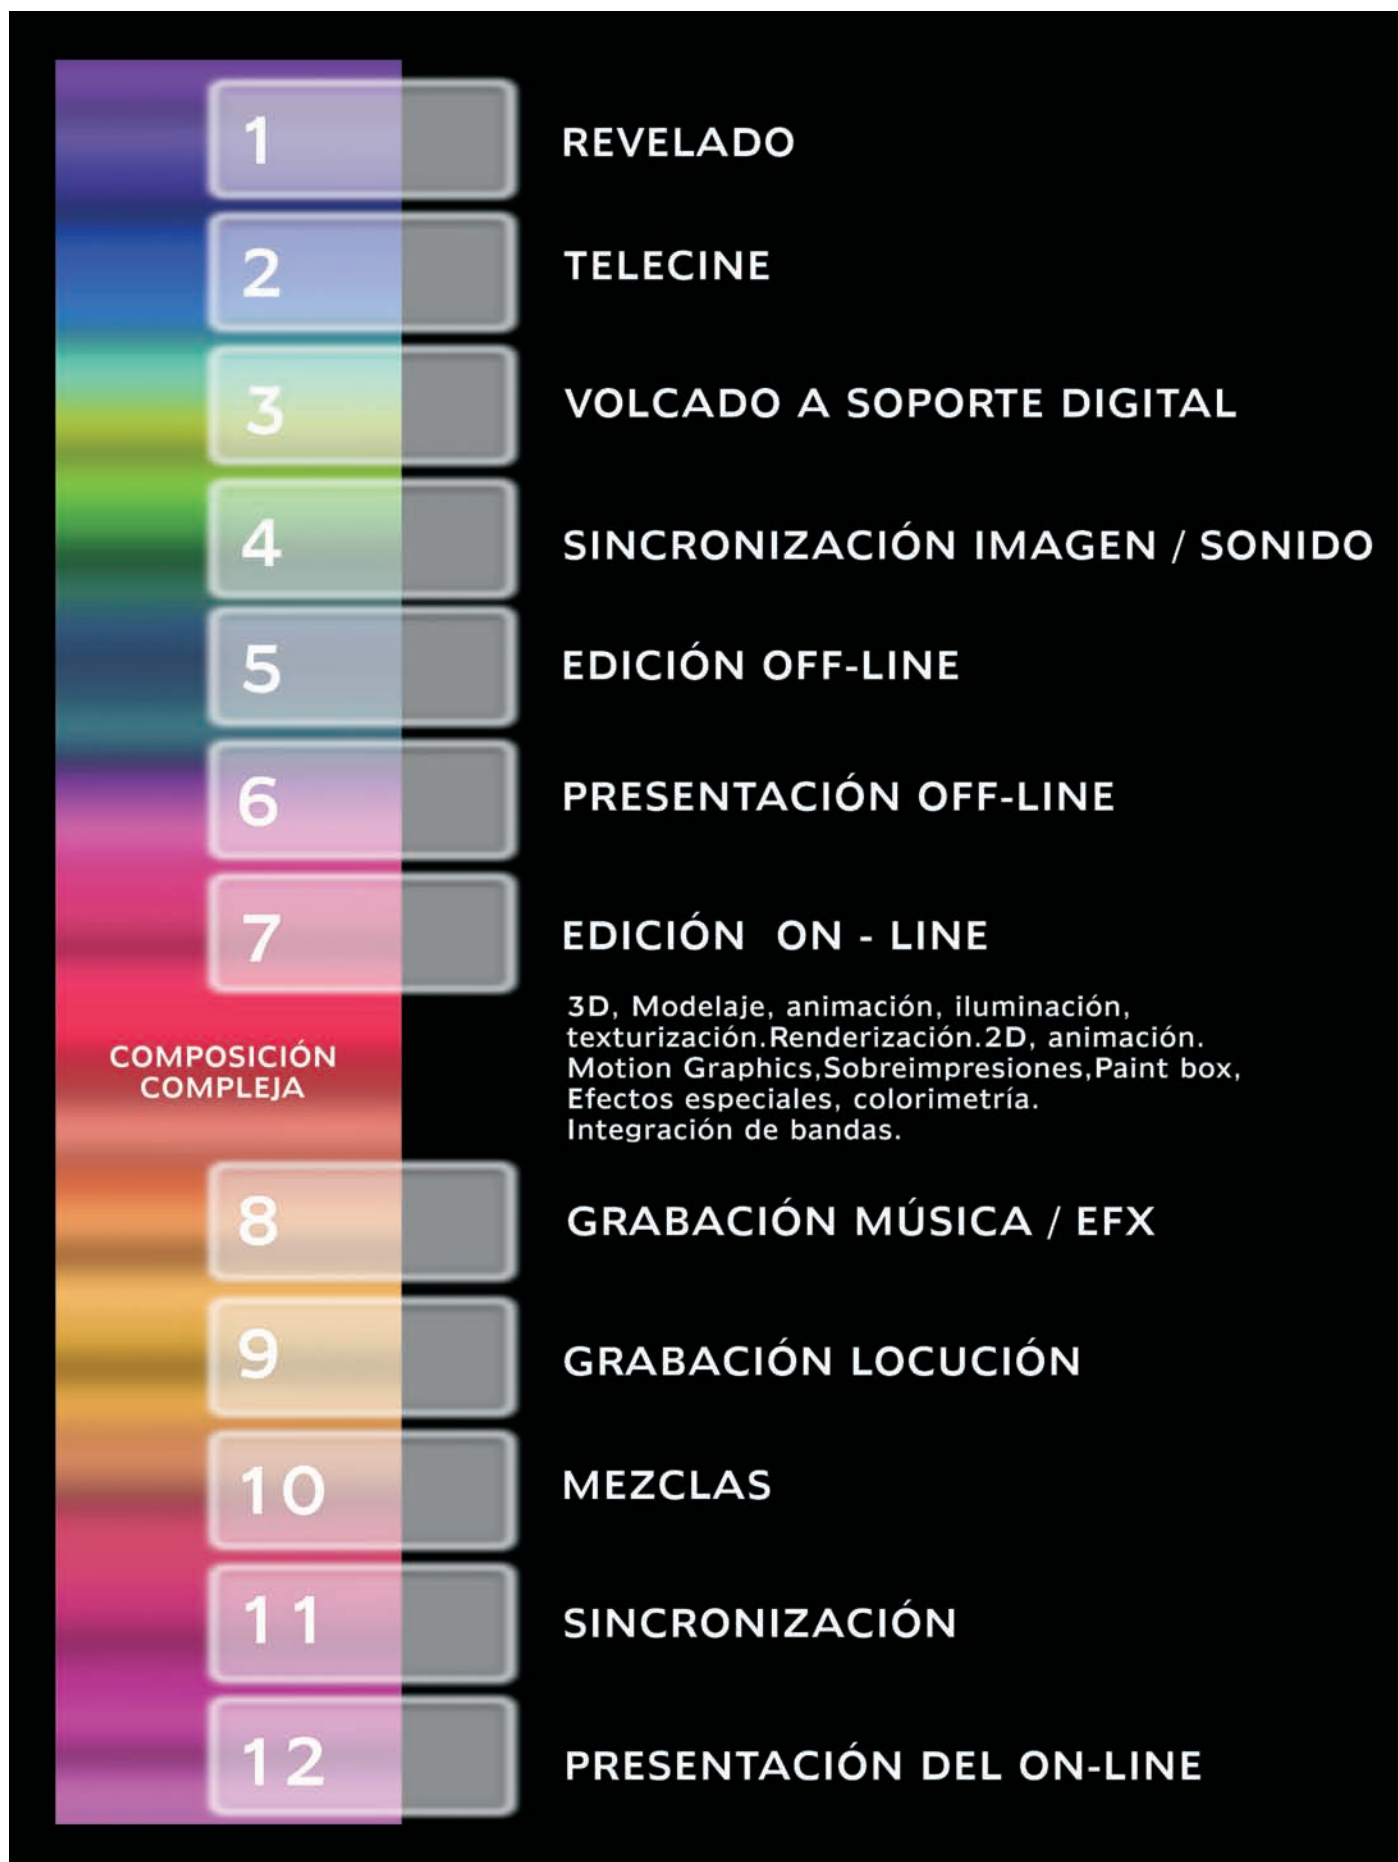 1 REVELADO
2 TELECINE
3 VOLCADO A SOPORTE DIGITAL
4 SINCRONIZACIÓN IMAGEN / SONIDO
5 EDICIÓN OFF-LINE
6 PRESENTACIÓN OFF-LINE
7 EDICIÓN ON - LINE
COMPOSICIÓN
COMPLEJA
3D, Modelaje, animación, iluminación,
texturización.Renderización.2D, animación.
Motion Graphics,Sobreimpresiones,Paint box,
Efectos especiales, colorimetría.
Integración de bandas.
8 GRABACIÓN MÚSICA / EFX
9 GRABACIÓN LOCUCIÓN
10 MEZCLAS
11 SINCRONIZACIÓN
12 PRESENTACIÓN DEL ON-LINE